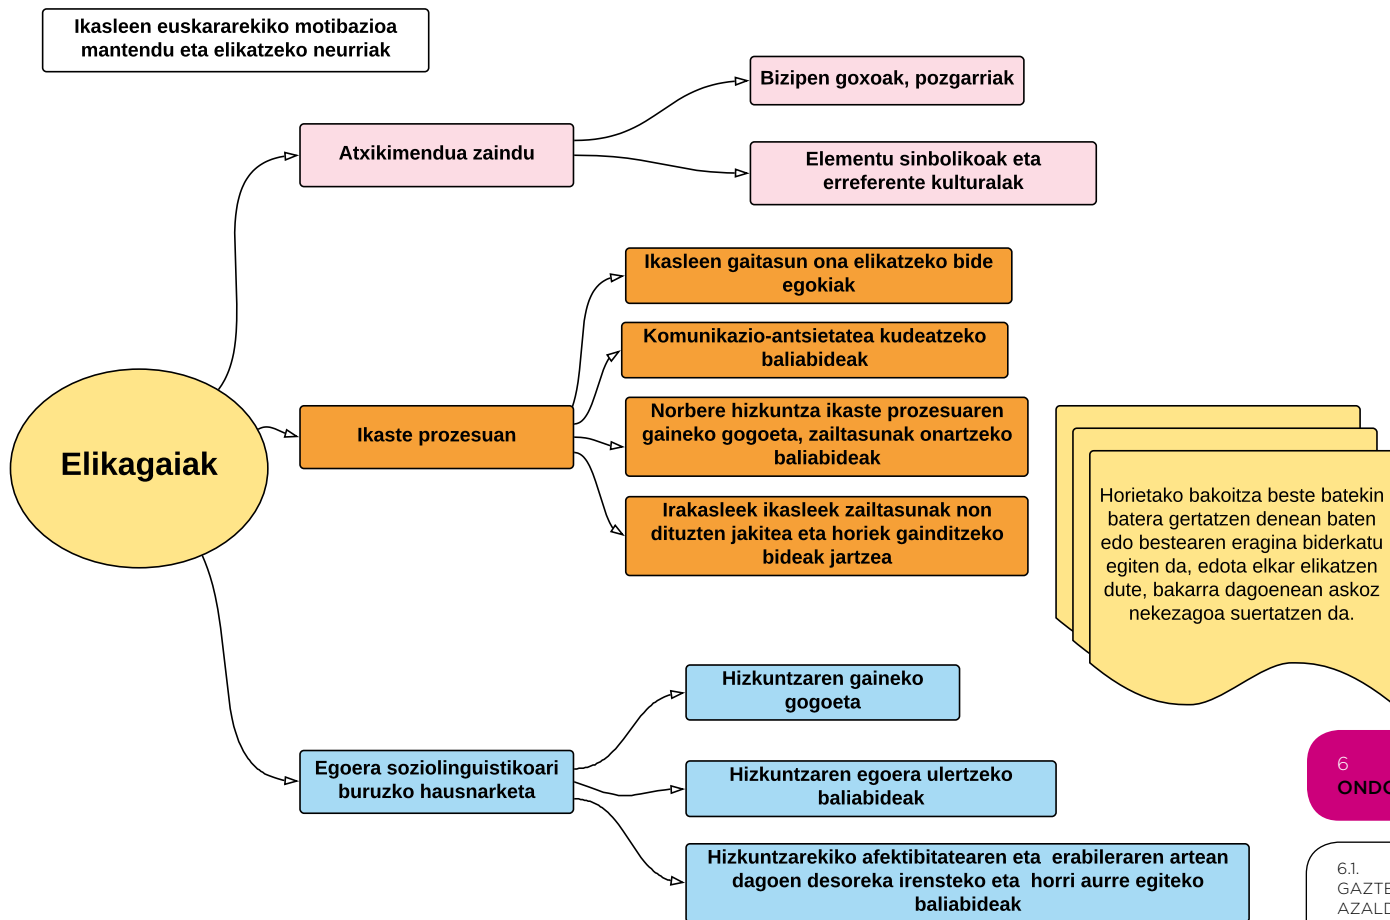 Ikasleen euskararekiko motibazioa
mantendu eta elikatzeko neurriak
Bizipen goxoak, pozgarriak
Atxikimendua zaindu
Elementu sinbolikoak eta
erreferente kulturalak
Ikasleen gaitasun ona elikatzeko bide
egokiak
Komunikazio-antsietatea kudeatzeko
baliabideak
Elikagaiak
Ikaste prozesuan
Norbere hizkuntza ikaste prozesuaren
gaineko gogoeta, zailtasunak onartzeko
baliabideak
Irakasleek ikasleek zailtasunak non
dituzten jakitea eta horiek gainditzeko
bideak jartzea
Horietako bakoitza beste batekin
batera gertatzen denean baten
edo bestearen eragina biderkatu
egiten da, edota elkar elikatzen
dute, bakarra dagoenean askoz
nekezagoa suertatzen da.
Hizkuntzaren gaineko
gogoeta
Egoera soziolinguistikoari
buruzko hausnarketa
Hizkuntzaren egoera ulertzeko
baliabideak
Hizkuntzarekiko afektibitatearen eta erabileraren artean
dagoen desoreka irensteko eta horri aurre egiteko
baliabideak
6
6.1.